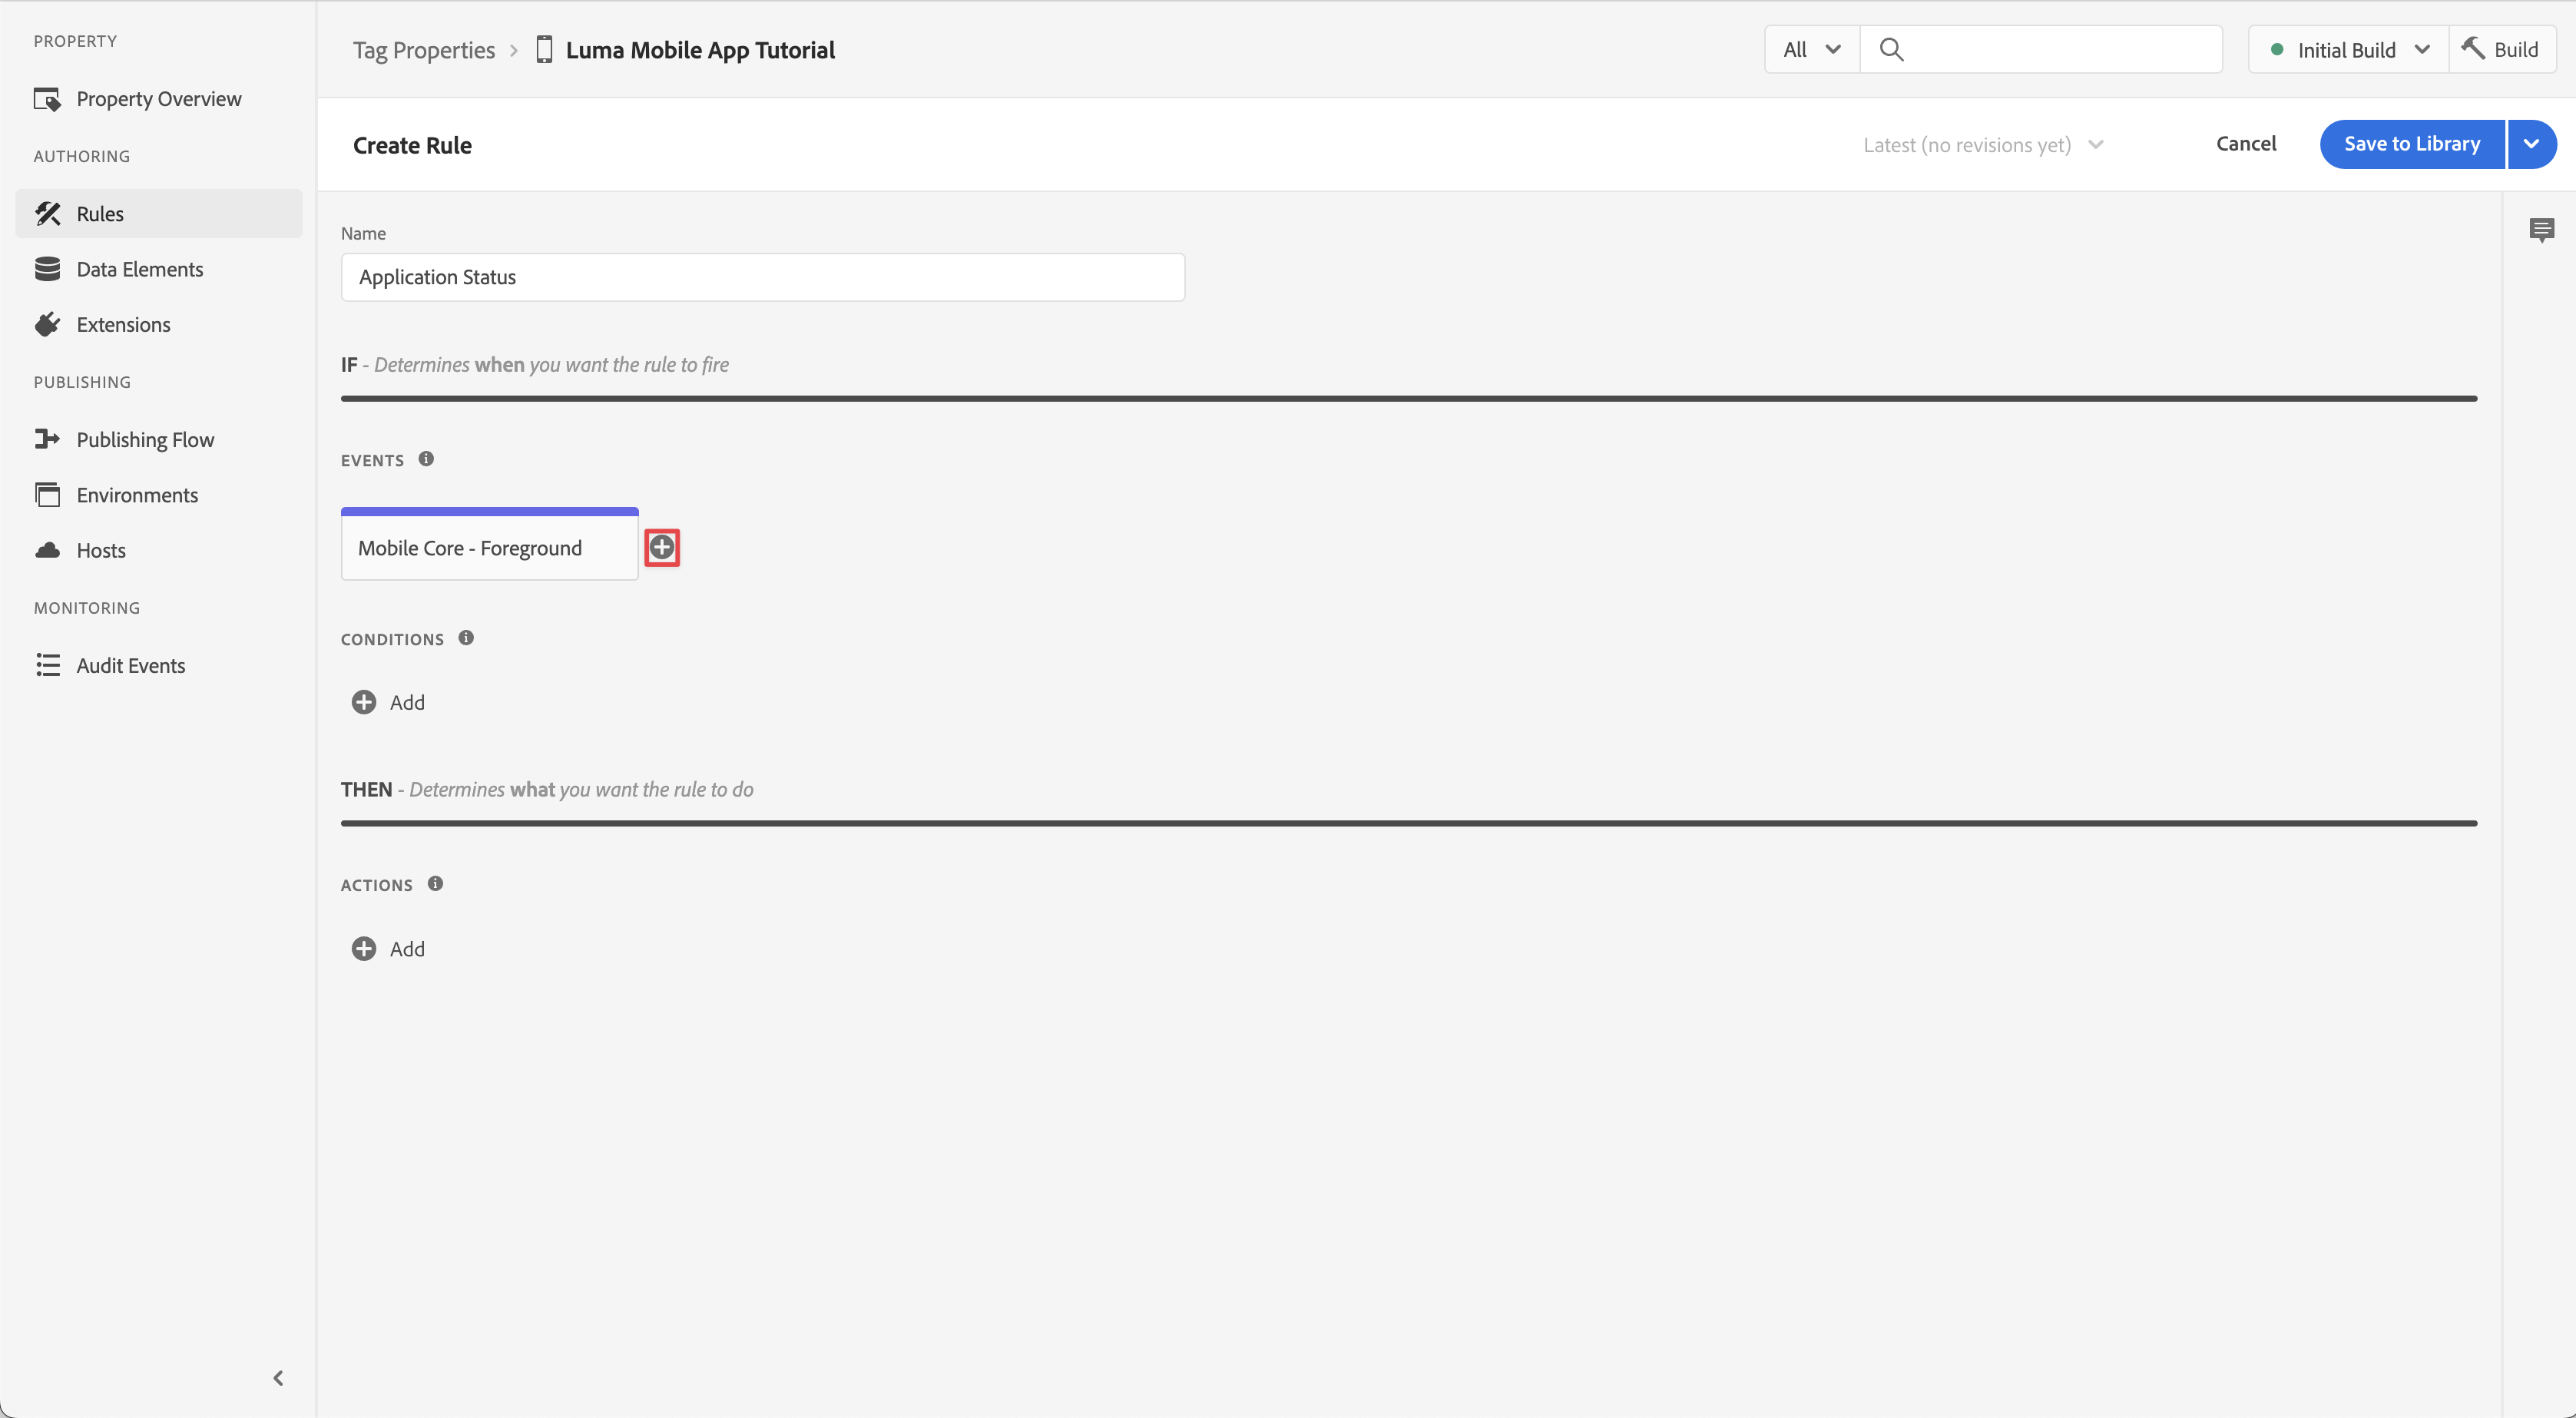 PROPERTY
Property Overview
AUTHORING
Rules
Data Elements
Extensions
PUBLISHING
Publishing Flow
Environments
Hosts
MONITORING
Audit Events
Tag Properties > Luma Mobile App Tutorial
All
Initial Build
Build
Create Rule
Latest (no revisions yet)
Cancel
Save to Library
Name
Application Status
IF - Determines when you want the rule to fire
EVENTS
Mobile Core - Foreground
CONDITIONS
Add
THEN - Determines what you want the rule to do
ACTIONS
Add